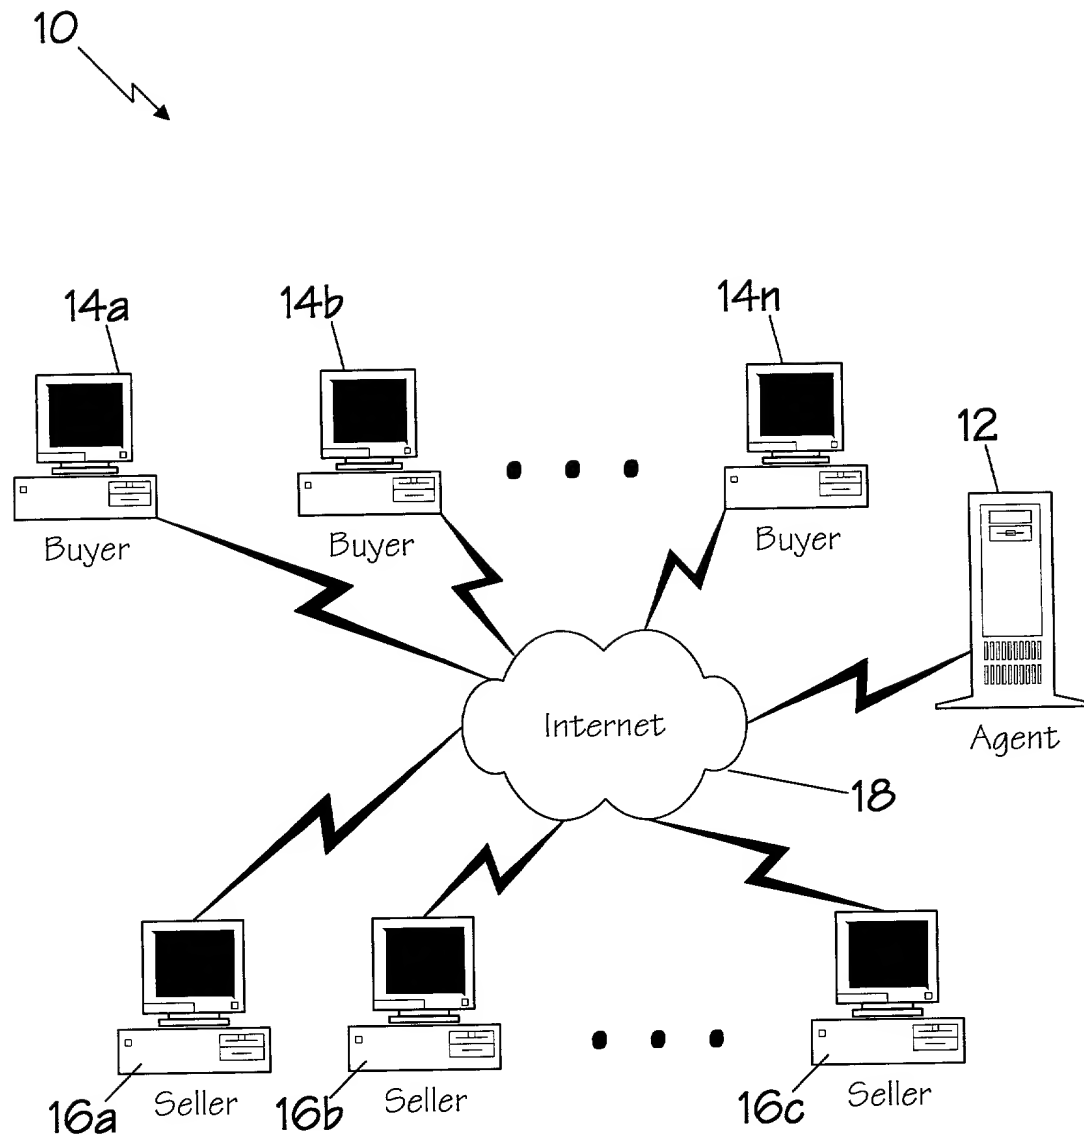 10
14a
14b
14n
12
Buyer
Buyer
Buyer
Internet
Agent
18
16a
Seller
16b
Seller
16c
Seller